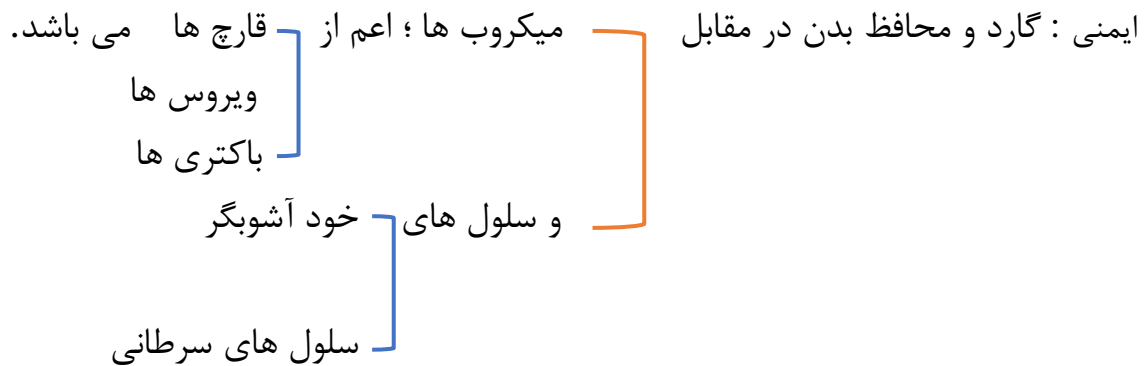 ایمنی : گارد و محافظ بدن در مقابل میکروب ها ؛ اعم از قارچ ها می باشد.
ویروس ها
باکتری ها
و سلول های خود آشوبگر
سلول های سرطانی